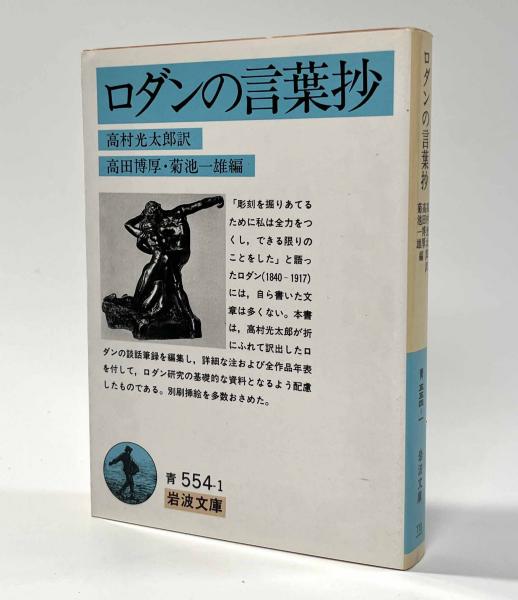 ロダンの言葉抄
高村光太郎訳
高田博厚・菊池一雄編
「彫刻を掘りあてる
ために私は全力をつ
くし，できる限りの
ことをした」と語っ
たロダン(1840-1917)
には，自ら書いた文
章は多くない．本書
は，高村光太郎が折
にふれて訳出したロ
ダンの談話筆録を編集し，詳細な注および全作品年表
を付して，ロダン研究の基礎的な資料となるよう配慮
したものである．別刷挿絵を多数おさめた．
青 554-1
岩波文庫
ロダンの言葉抄
高村光太郎訳
高田博厚
菊池一雄編
青 五五四-一
岩波文庫